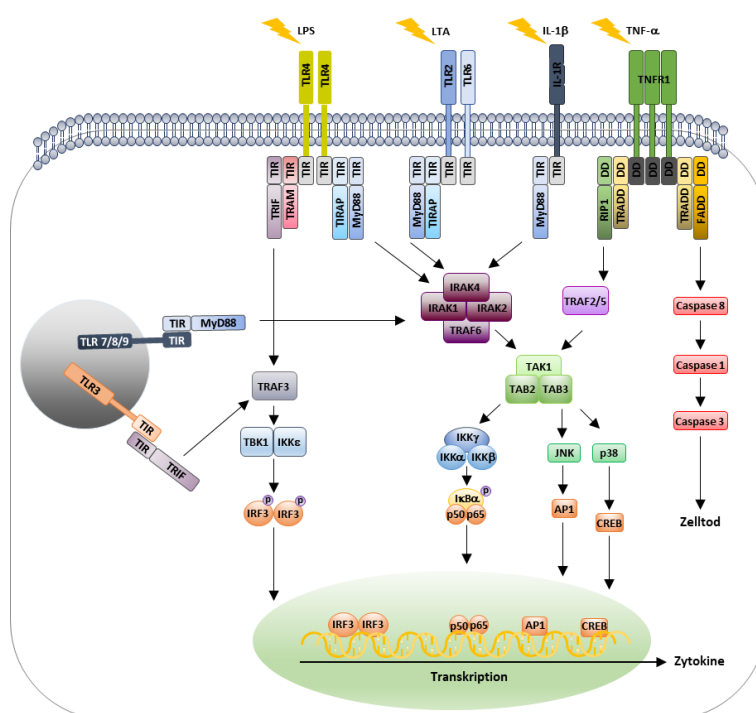 LPS
LTA
IL-1β
TNF-α
TLR4
TLR4
TLR2
TLR6
IL-1R
TNFR1
TIR
TIR
TIR
TIR
TIR
TIR
TRIF
TRAM
TIRAP
MyD88
TIR
TIR
TIR
TIR
MyD88
TIRAP
TIR
TIR
MyD88
DD
DD
DD
DD
DD
DD
DD
RIP1
TRADD
TRADD
FADD
IRAK4
IRAK1
IRAK2
TRAF6
TRAF2/5
Caspase 8
TIR
MyD88
TLR 7/8/9
TIR
TLR3
TIR
TIR
TRIF
TRAF3
TAK1
TAB2
TAB3
Caspase 1
Caspase 3
TBK1
IKKε
IKKγ
IKKα
IKKβ
JNK
p38
P
P
IRF3
IRF3
P
IκBα
p50
p65
AP1
CREB
Zelltod
IRF3
IRF3
p50
p65
AP1
CREB
Transkription
Zytokine